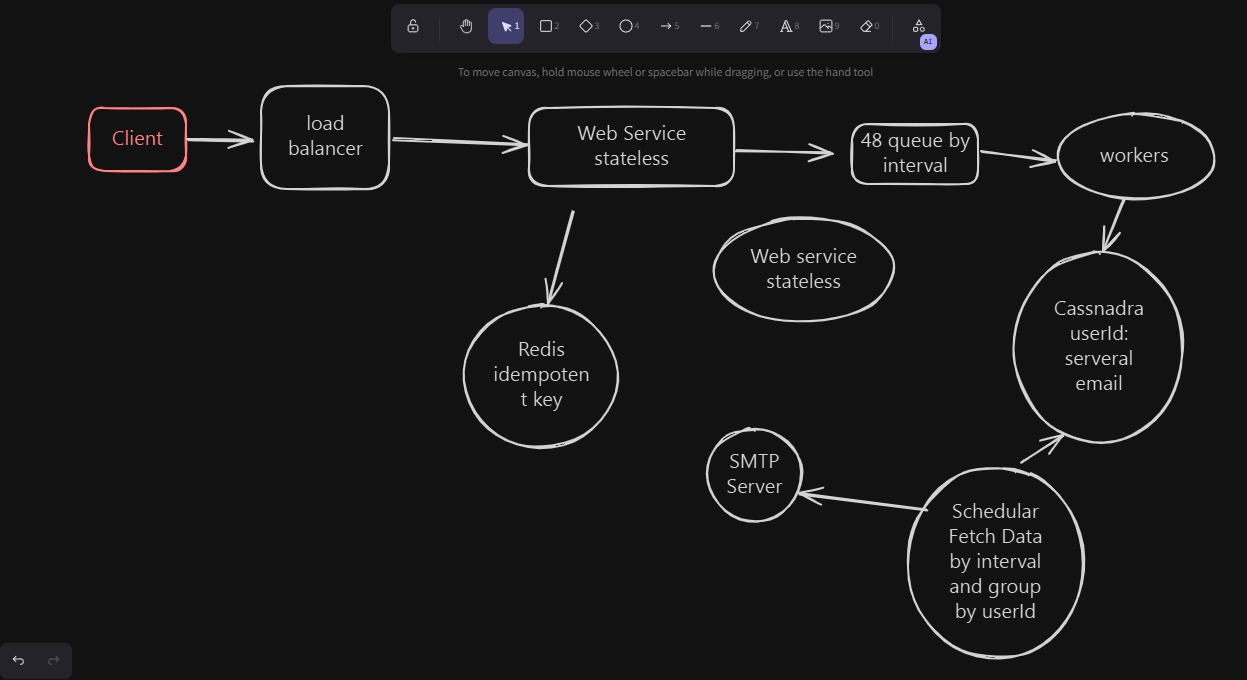 1
2
3
4
5
6
7
8
9
0
AI
To move canvas, hold mouse wheel or spacebar while dragging, or use the hand tool
Client
load
balancer
Web Service
stateless
48 queue by
interval
workers
Web service
stateless
Redis
idempoten
t key
Cassnadra
userId:
serveral
email
SMTP
Server
Schedular
Fetch Data
by interval
and group
by userId